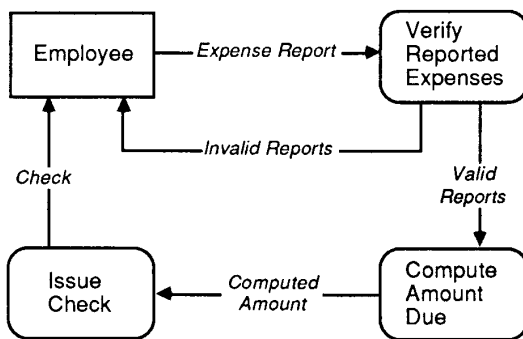 Employee
Expense Report
Verify
Reported
Expenses
Invalid Reports
Check
Valid
Reports
Issue
Check
Computed
Amount
Compute
Amount
Due